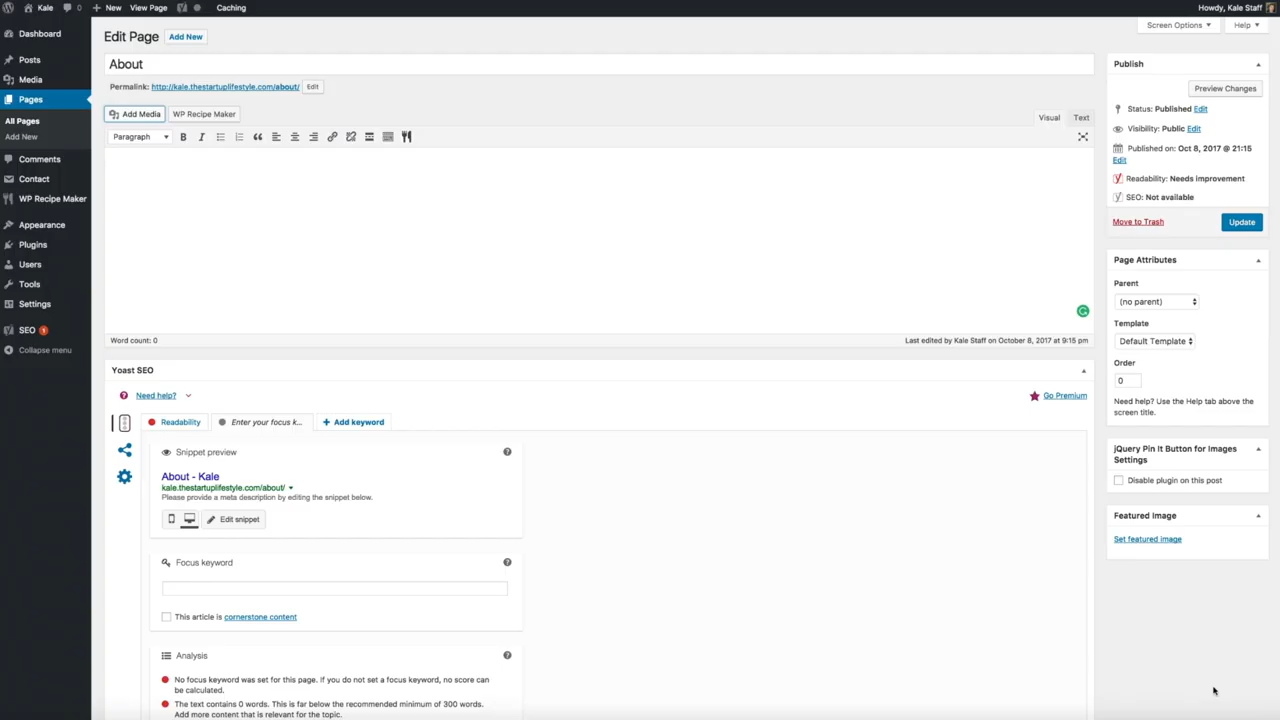 Kale 0 New View Page Caching Howdy, Kale Staff
Screen Options Help
Dashboard
Posts
Media
Pages
All Pages
Add New
Comments
Contact
WP Recipe Maker
Appearance
Plugins
Users
Tools
Settings
SEO 1
Collapse menu
Edit Page Add New
About
Permalink: http://kale.thestartuplifestyle.com/about/ Edit
Add Media WP Recipe Maker
Visual Text
Paragraph B I
Word count: 0 Last edited by Kale Staff on October 8, 2017 at 9:15 pm
Yoast SEO
Need help? Go Premium
Readability Enter your focus k... Add keyword
Snippet preview
About - Kale
kale.thestartuplifestyle.com/about/
Please provide a meta description by editing the snippet below.
Edit snippet
Focus keyword
This article is cornerstone content
Analysis
No focus keyword was set for this page. If you do not set a focus keyword, no score can
be calculated.
The text contains 0 words. This is far below the recommended minimum of 300 words.
Add more content that is relevant for the topic.
Publish
Preview Changes
Status: Published Edit
Visibility: Public Edit
Published on: Oct 8, 2017 @ 21:15
Edit
Readability: Needs improvement
SEO: Not available
Move to Trash Update
Page Attributes
Parent
(no parent)
Template
Default Template
Order
0
Need help? Use the Help tab above the
screen title.
jQuery Pin It Button for Images
Settings
Disable plugin on this post
Featured Image
Set featured image